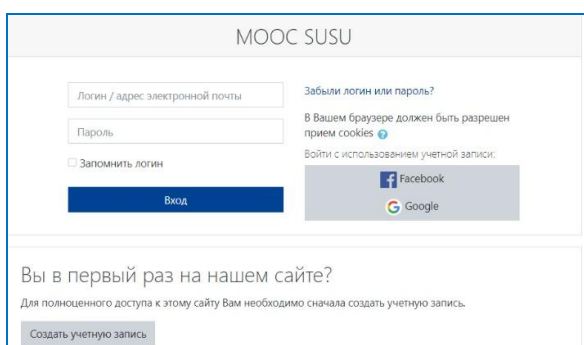 MOOC SUSU
Логин / адрес электронной почты
Пароль
Запомнить логин
Вход
Забыли логин или пароль?
В Вашем браузере должен быть разрешен
прием cookies
Войти с использованием учетной записи:
Facebook
Google
Вы в первый раз на нашем сайте?
Для полноценного доступа к этому сайту Вам необходимо сначала создать учетную запись.
Создать учетную запись